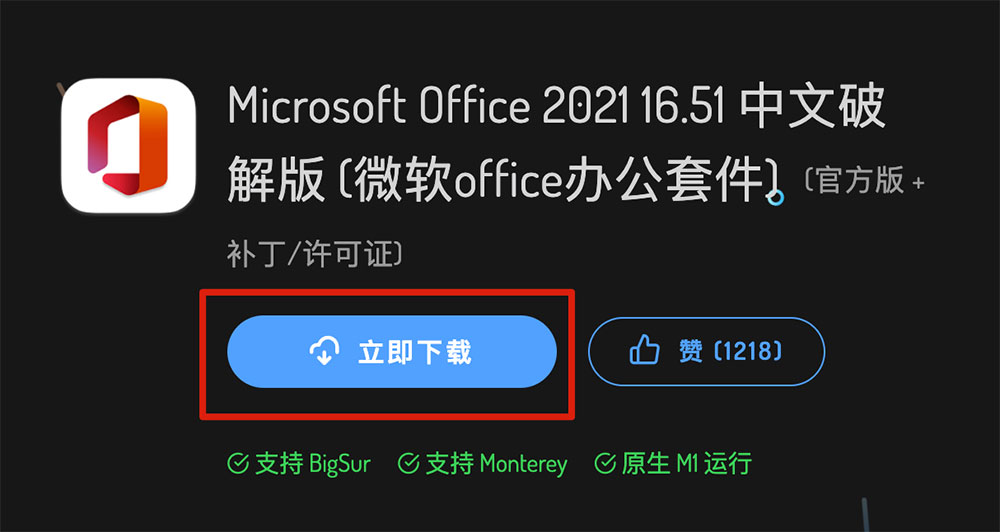 Microsoft Office 2021 16.51 中文破
解版 [微软office办公套件] (官方版 +
补丁/许可证)
立即下载
赞 (1218)
支持 BigSur
支持 Monterey
原生 M1 运行